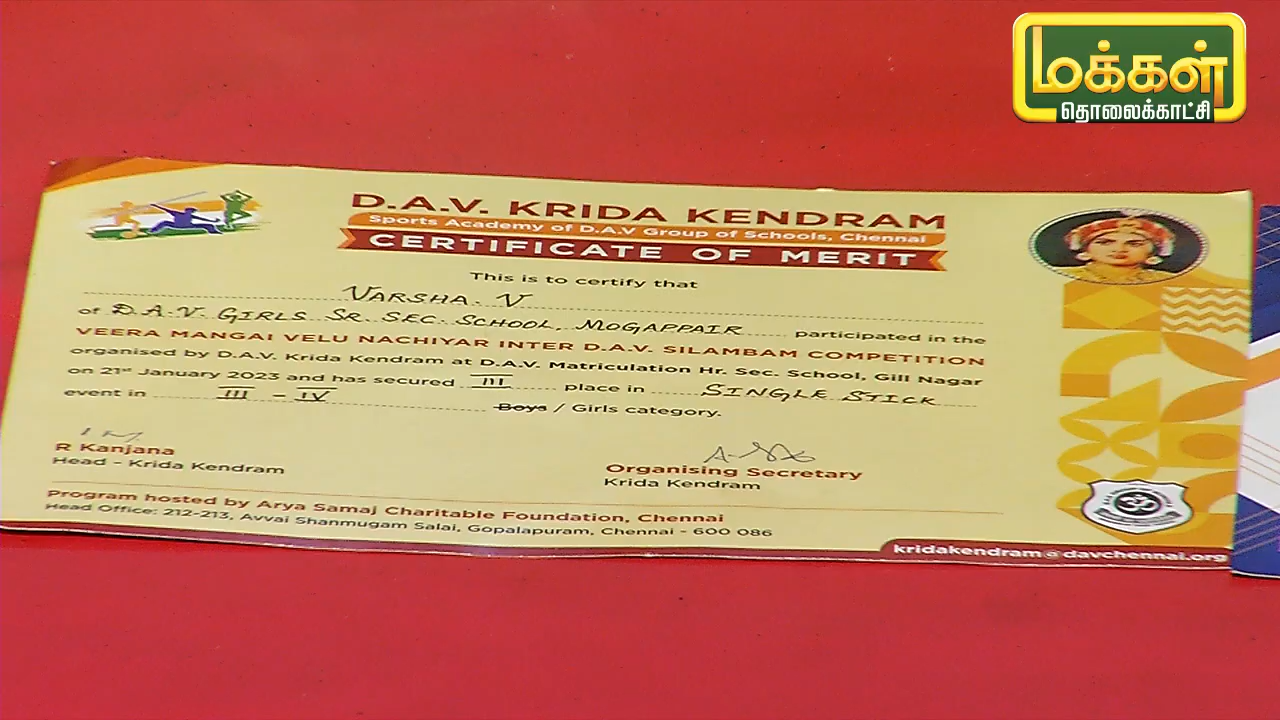 மக்கள்
தொலைக்காட்சி
D.A.V. KRIDA KENDRAM
Sports Academy of D.A.V Group of Schools, Chennai
CERTIFICATE OF MERIT
This is to certify that
VARSHA. V
of D.A.V. GIRLS SR. SEC. SCHOOL, MOGAPPAIR participated in the
VEERA MANGAI VELU NACHIYAR INTER D.A.V. SILAMBAM COMPETITION
organised by D.A.V. Krida Kendram at D.A.V. Matriculation Hr. Sec. School, Gill Nagar
on 21st January 2023 and has secured III place in SINGLE STICK
event in III - IV Boys / Girls category.
R Kanjana
Head - Krida Kendram
Organising Secretary
Krida Kendram
Program hosted by Arya Samaj Charitable Foundation, Chennai
Head Office: 212-213, Avvai Shanmugam Salai, Gopalapuram, Chennai - 600 086
kridakendram@davchennai.org